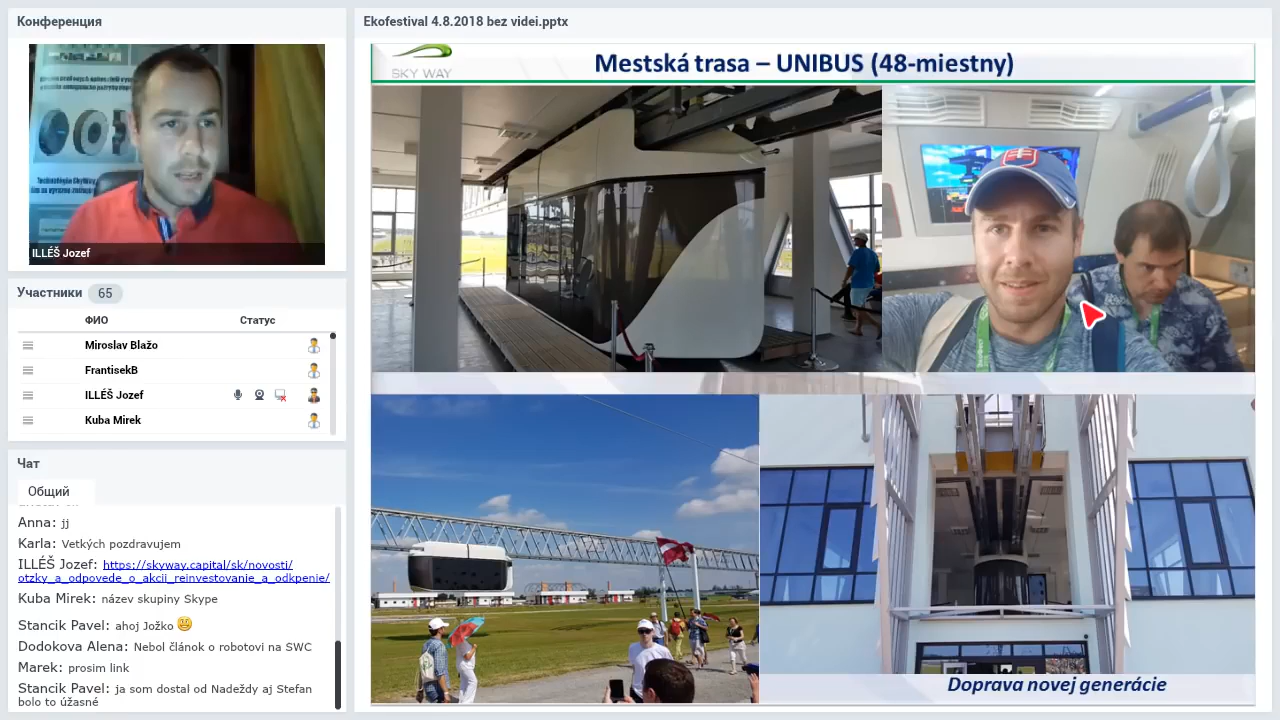 Конференция
ILLÉŠ Jozef
Участники 65
ФИО Статус
Miroslav Blažo
FrantisekB
ILLÉŠ Jozef
Kuba Mirek
Чат
Общий
Anna: jj
Karla: Vetkých pozdravujem
ILLÉŠ Jozef: https://skyway.capital/sk/novosti/
otzky_a_odpovede_o_akcii_reinvestovanie_a_odkpenie/
Kuba Mirek: název skupiny Skype
Stancik Pavel: ahoj Jožko
Dodokova Alena: Nebol článok o robotovi na SWC
Marek: prosim link
Stancik Pavel: ja som dostal od Nadeždy aj Stefan
bolo to úžasné
Ekofestival 4.8.2018 bez videi.pptx
SKY WAY
Mestská trasa – UNIBUS (48-miestny)
Doprava novej generácie